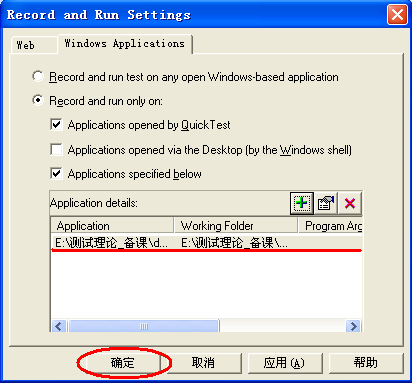 Record and Run Settings
Web
Windows Applications
Record and run test on any open Windows-based application
Record and run only on:
Applications opened by QuickTest
Applications opened via the Desktop (by the Windows shell)
Applications specified below
Application details:
Application Working Folder Program Arg
E:\测试理论_备课\d... E:\测试理论_备课\...
确定 取消 应用(A) 帮助